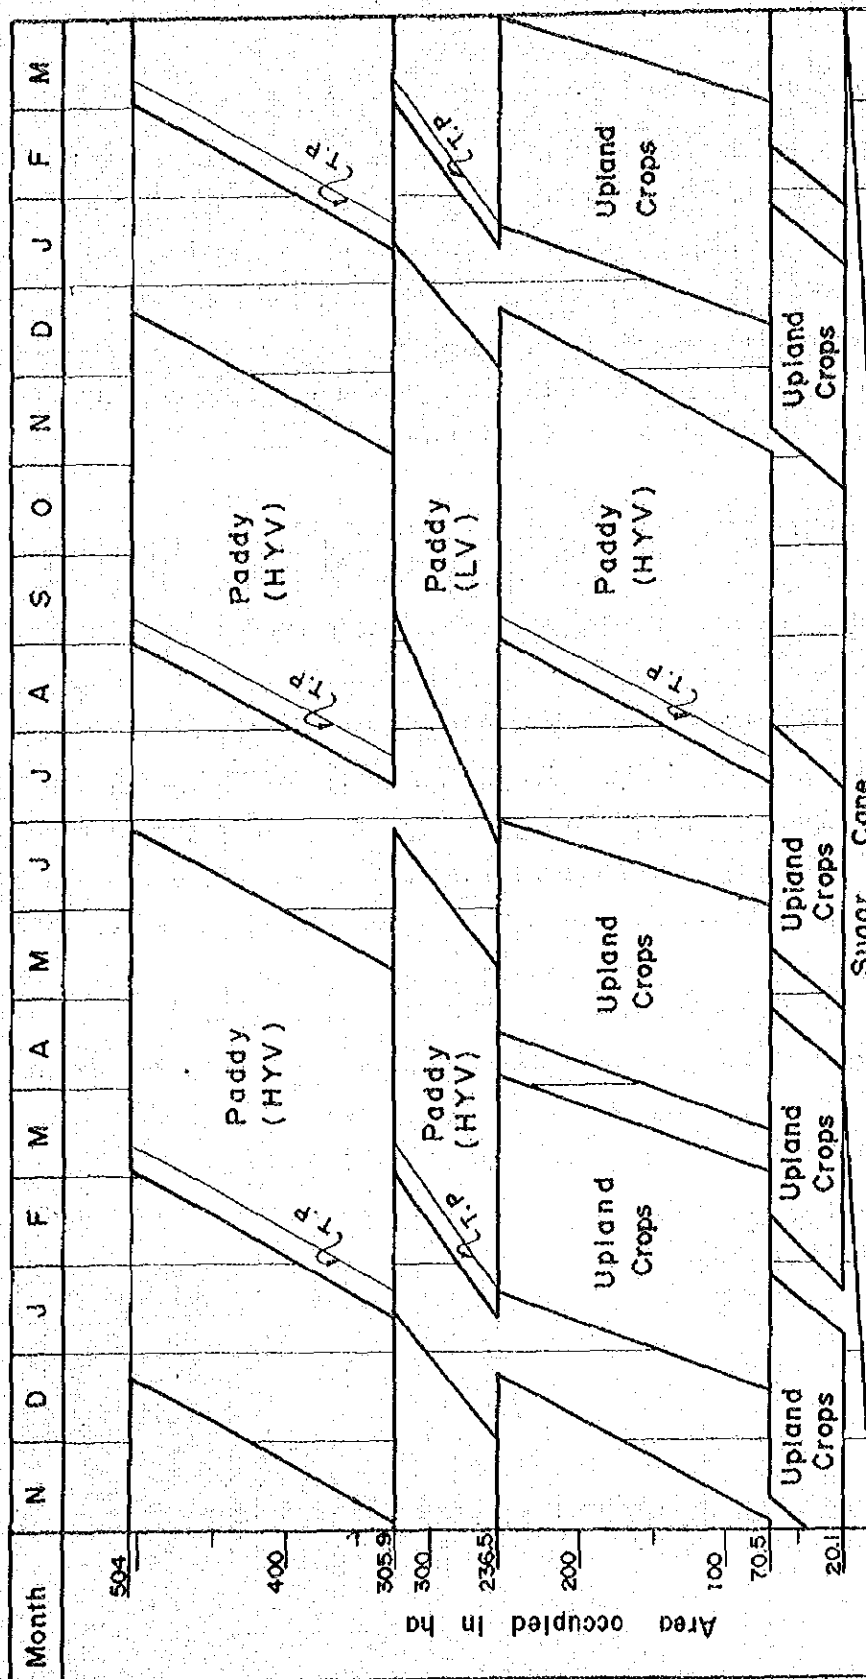 Month N D J F M A M J J A S O N D J F M
Area occupied in ha
504
400
305.9
300
236.5
200
100
70.5
20.1
Paddy
(HYV)
T.P
Paddy
(HYV)
T.P
T.P
Paddy
(HYV)
T.P
Paddy
(LV)
T.P
Upland
Crops
Upland
Crops
Paddy
(HYV)
T.P
Upland
Crops
Upland
Crops
Upland
Crops
Upland
Crops
Upland
Crops
Sugar Cane